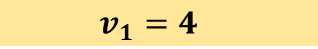 v₁ = 4